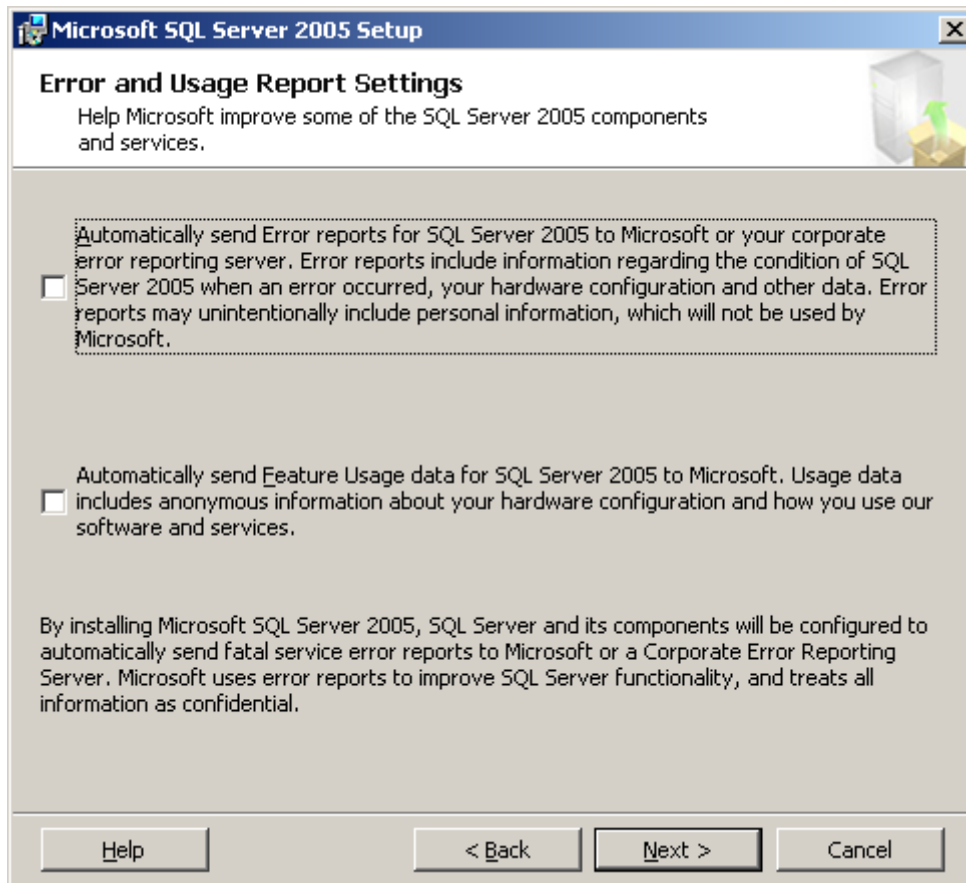 Microsoft SQL Server 2005 Setup
Error and Usage Report Settings
Help Microsoft improve some of the SQL Server 2005 components
and services.
Automatically send Error reports for SQL Server 2005 to Microsoft or your corporate
error reporting server. Error reports include information regarding the condition of SQL
Server 2005 when an error occurred, your hardware configuration and other data. Error
reports may unintentionally include personal information, which will not be used by
Microsoft.
Automatically send Feature Usage data for SQL Server 2005 to Microsoft. Usage data
includes anonymous information about your hardware configuration and how you use our
software and services.
By installing Microsoft SQL Server 2005, SQL Server and its components will be configured to
automatically send fatal service error reports to Microsoft or a Corporate Error Reporting
Server. Microsoft uses error reports to improve SQL Server functionality, and treats all
information as confidential.
Help < Back Next > Cancel